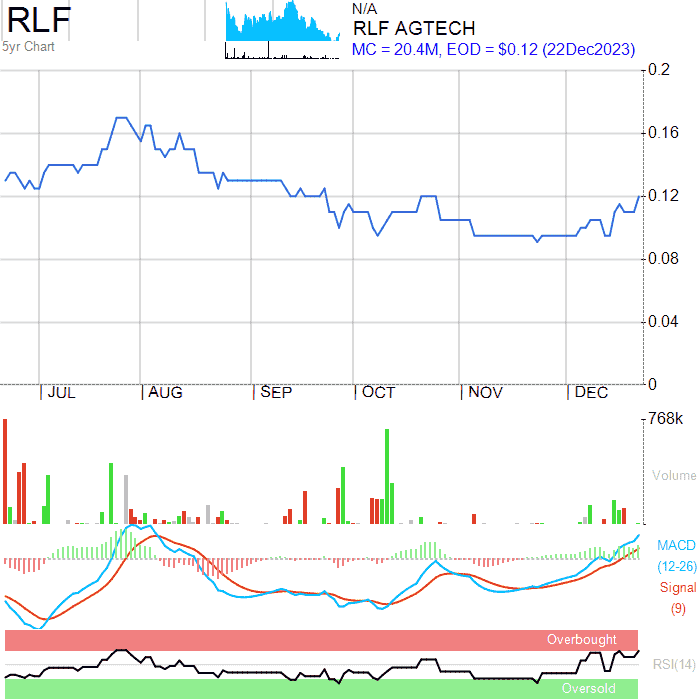 RLF
5yr Chart
N/A
RLF AGTECH
MC = 20.4M, EOD = $0.12 (22Dec2023)
0.2
0.16
0.12
0.08
0.04
0
JUL AUG SEP OCT NOV DEC
768k
Volume
MACD
(12-26)
Signal
(9)
Overbought
RSI(14)
Oversold